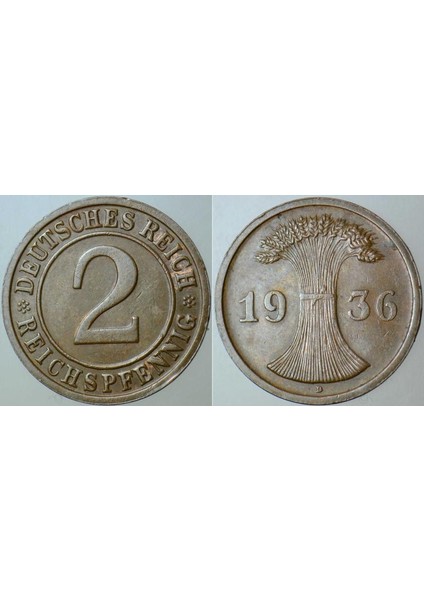 DEUTSCHES REICH
2
REICHSPFENNIG
19 36
D